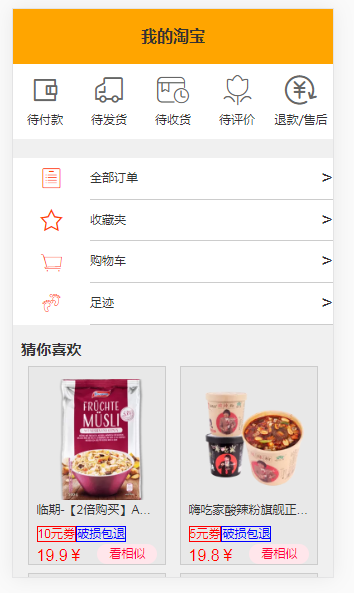 我的淘宝
待付款 待发货 待收货 待评价 退款/售后
全部订单 >
收藏夹 >
购物车 >
足迹 >
猜你喜欢
FRÜCHTE
MÜSLI
临期-【2倍购买】A...
10元券 破损包退
19.9￥ 看相似
嗨吃家酸辣粉旗舰正...
5元券 破损包退
19.8￥ 看相似